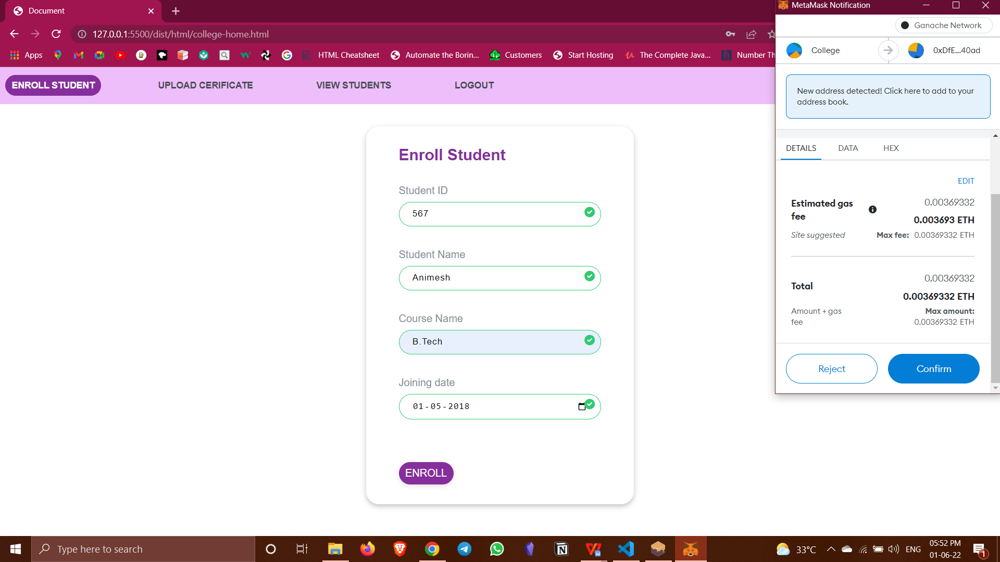 Document
127.0.0.1:5500/dist/html/college-home.html
Apps
HTML Cheatsheet
Automate the Borin...
Customers
Start Hosting
The Complete Java...
Number Th
ENROLL STUDENT
UPLOAD CERIFICATE
VIEW STUDENTS
LOGOUT
Enroll Student
Student ID
567
Student Name
Animesh
Course Name
B.Tech
Joining date
01-05-2018
ENROLL
MetaMask Notification
Ganache Network
College
0xDfE...40ad
New address detected! Click here to add to your
address book.
DETAILS
DATA
HEX
EDIT
Estimated gas
fee
0.00369332
0.003693 ETH
Site suggested
Max fee: 0.00369332 ETH
Total
0.00369332
0.00369332 ETH
Amount + gas
fee
Max amount:
0.00369332 ETH
Reject
Confirm
Type here to search
33°C
ENG
05:52 PM
01-06-22
1